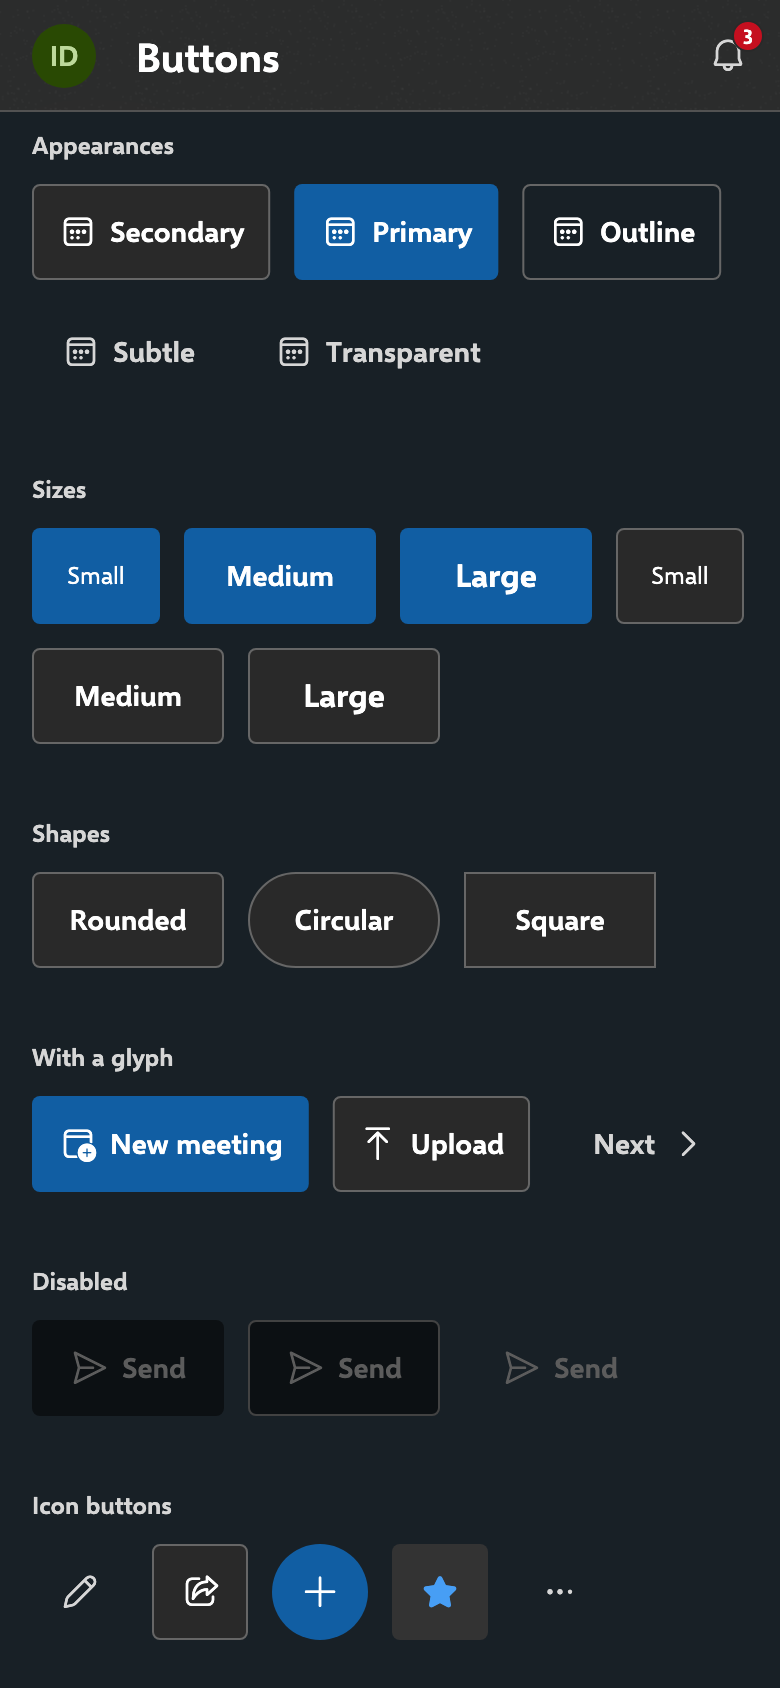 ID
Buttons
3
Appearances
Secondary
Primary
Outline
Subtle
Transparent
Sizes
Small
Medium
Large
Small
Medium
Large
Shapes
Rounded
Circular
Square
With a glyph
New meeting
Upload
Next
Disabled
Send
Send
Send
Icon buttons